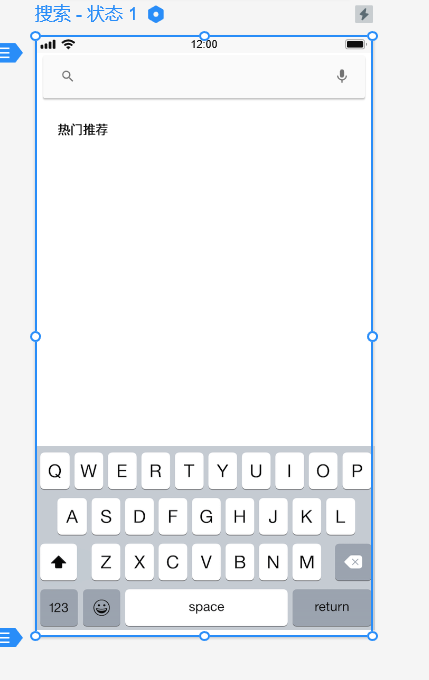 搜索 - 状态 1
12:00
热门推荐
Q W E R T Y U I O P
A S D F G H J K L
Z X C V B N M
123 space return